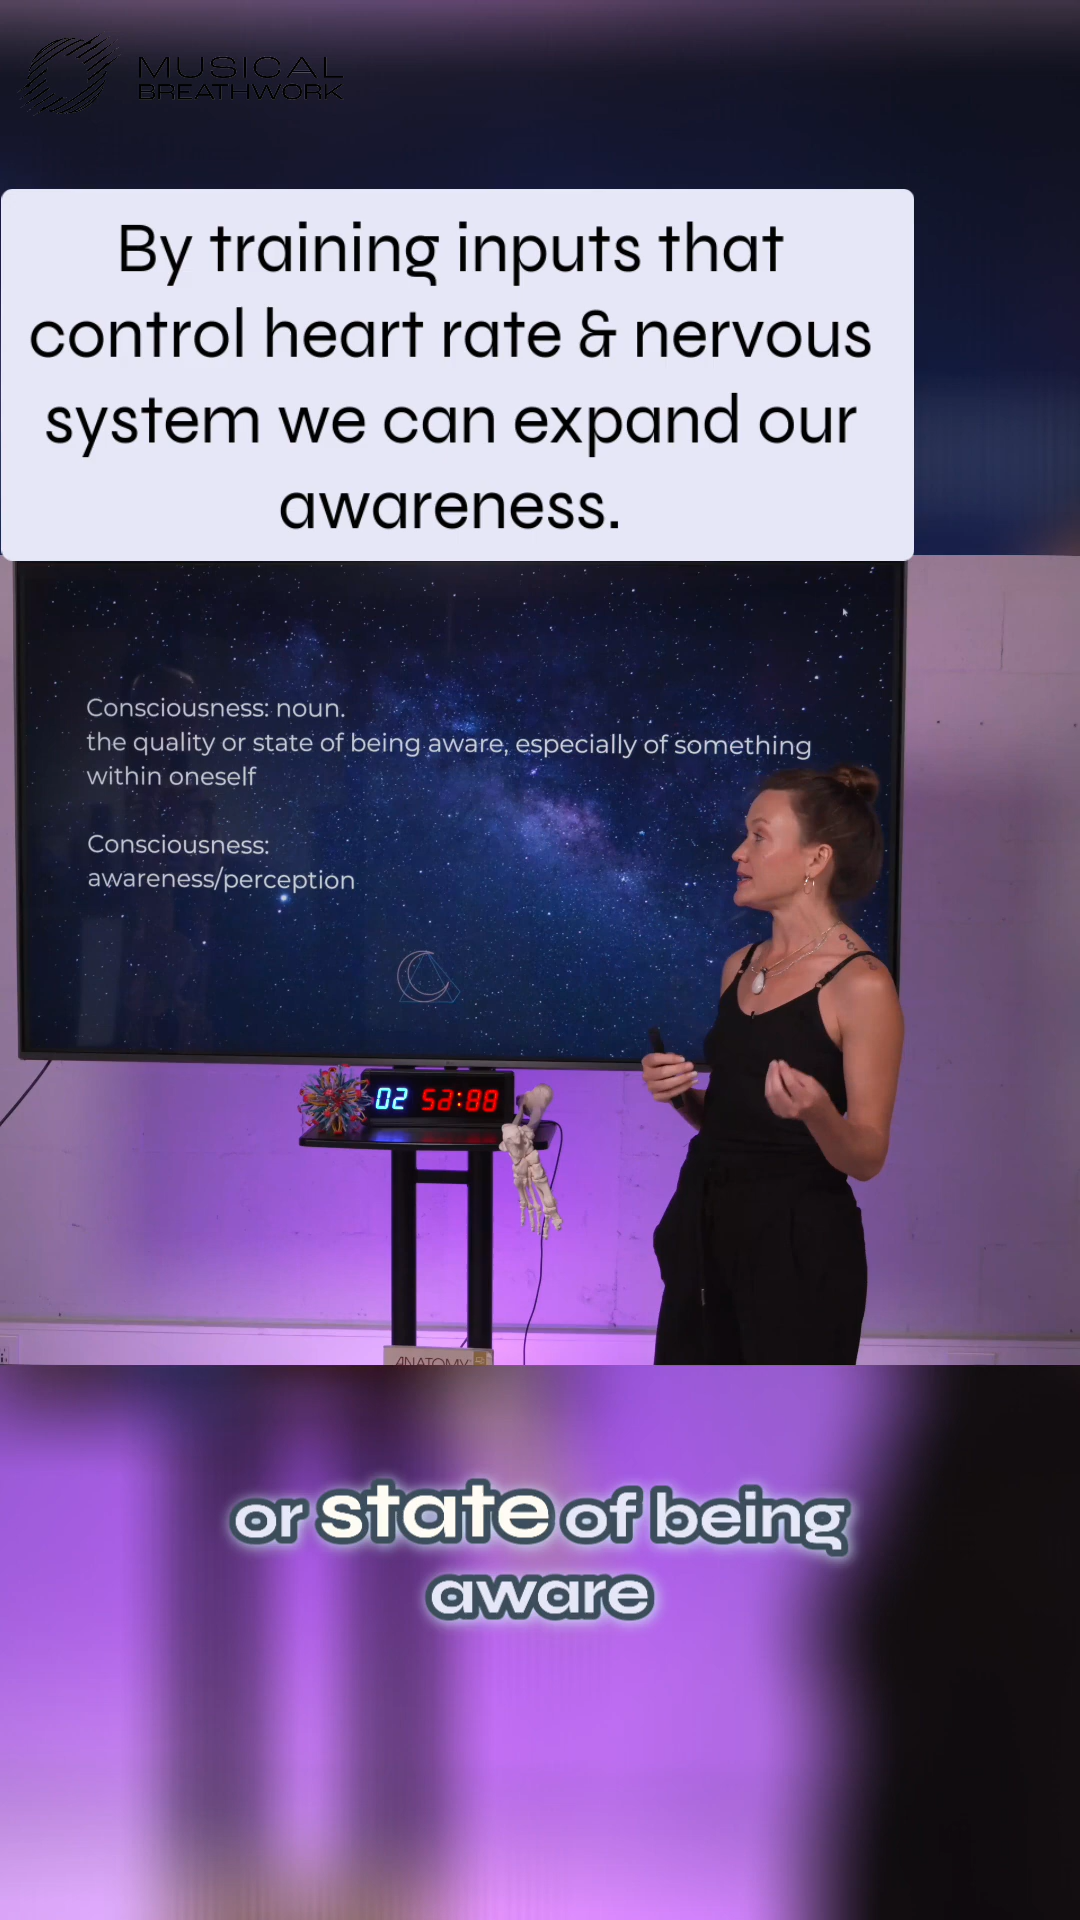 MUSICAL
BREATHWORK
By training inputs that
control heart rate & nervous
system we can expand our
awareness.
Consciousness: noun.
the quality or state of being aware, especially of something
within oneself
Consciousness:
awareness/perception
02
ANATOMY
or state of being
aware